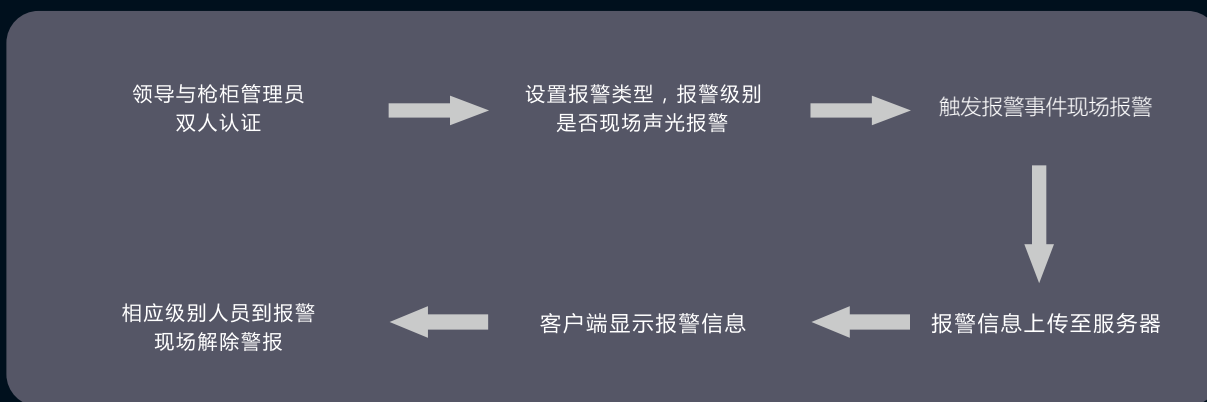 领导与枪柜管理员
双人认证
设置报警类型，报警级别
是否现场声光报警
触发报警事件现场报警
报警信息上传至服务器
客户端显示报警信息
相应级别人员到报警
现场解除警报